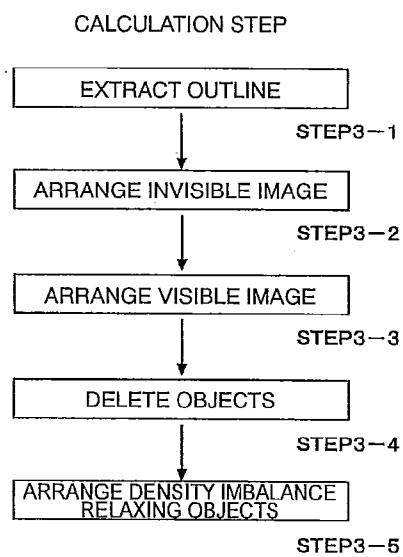 CALCULATION STEP
EXTRACT OUTLINE
STEP3-1
ARRANGE INVISIBLE IMAGE
STEP3-2
ARRANGE VISIBLE IMAGE
STEP3-3
DELETE OBJECTS
STEP3-4
ARRANGE DENSITY IMBALANCE
RELAXING OBJECTS
STEP3-5